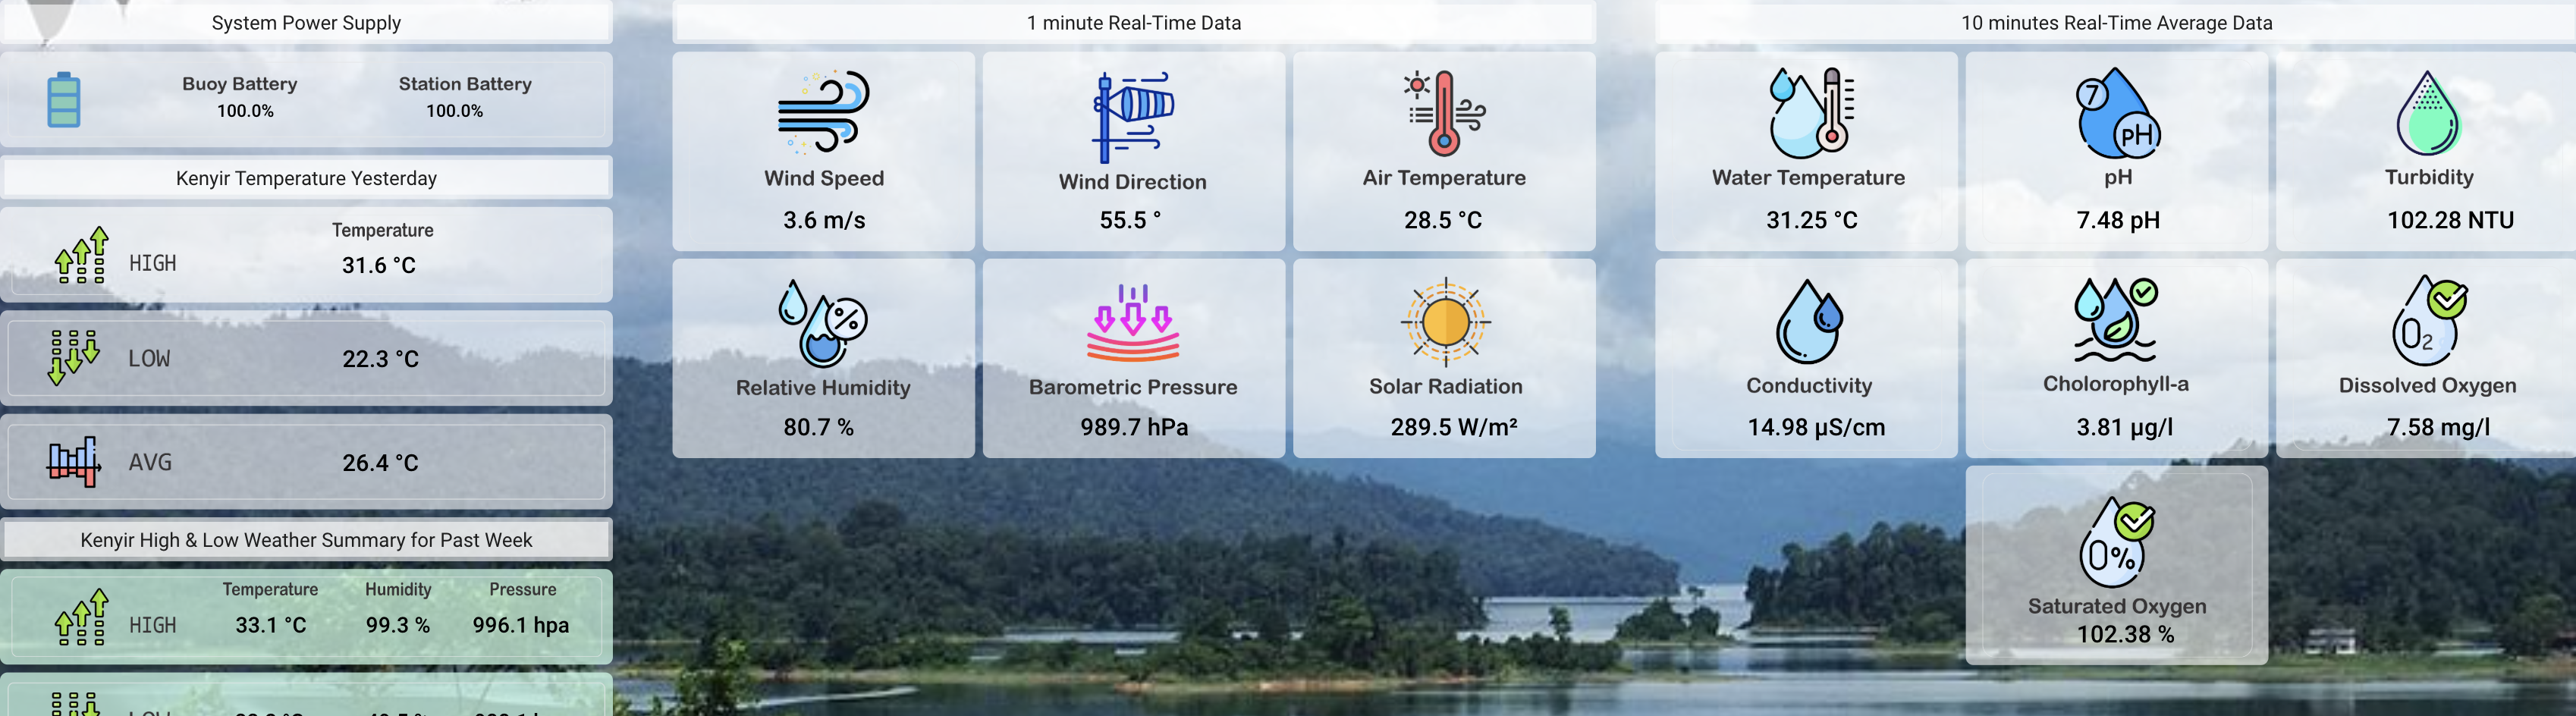 System Power Supply
Buoy Battery
100.0%
Station Battery
100.0%
Kenyir Temperature Yesterday
Temperature
HIGH
31.6 °C
LOW
22.3 °C
AVG
26.4 °C
Kenyir High & Low Weather Summary for Past Week
Temperature Humidity Pressure
HIGH 33.1 °C 99.3 % 996.1 hpa
1 minute Real-Time Data
Wind Speed
3.6 m/s
Wind Direction
55.5 °
Air Temperature
28.5 °C
%
Relative Humidity
80.7 %
Barometric Pressure
989.7 hPa
Solar Radiation
289.5 W/m²
10 minutes Real-Time Average Data
Water Temperature
31.25 °C
7
pH
pH
7.48 pH
Turbidity
102.28 NTU
Conductivity
14.98 µS/cm
Cholorophyll-a
3.81 µg/l
O2
Dissolved Oxygen
7.58 mg/l
0%
Saturated Oxygen
102.38 %